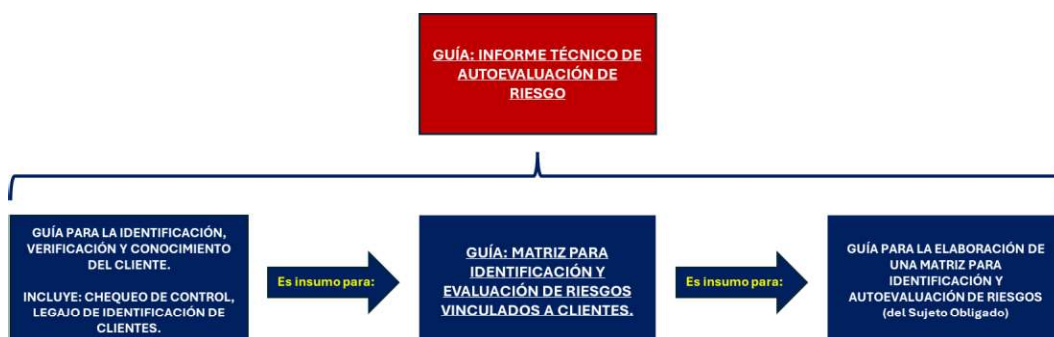 GUÍA: INFORME TÉCNICO DE
AUTOEVALUACIÓN DE
RIESGO
GUÍA PARA LA IDENTIFICACIÓN,
VERIFICACIÓN Y CONOCIMIENTO
DEL CLIENTE.
INCLUYE: CHEQUEO DE CONTROL,
LEGAJO DE IDENTIFICACIÓN DE
CLIENTES.
Es insumo para:
GUÍA: MATRIZ PARA
IDENTIFICACIÓN Y
EVALUACIÓN DE RIESGOS
VINCULADOS A CLIENTES.
Es insumo para:
GUÍA PARA LA ELABORACIÓN DE
UNA MATRIZ PARA
IDENTIFICACIÓN Y
AUTOEVALUACIÓN DE RIESGOS
(del Sujeto Obligado)